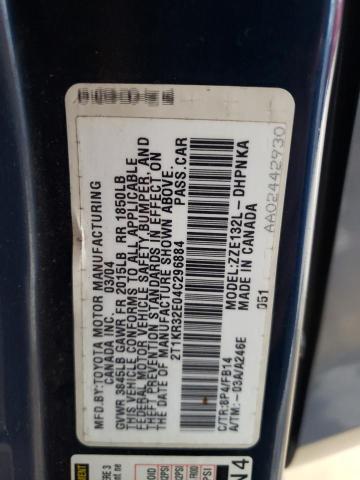 MFD.BY:TOYOTA MOTOR MANUFACTURING
CANADA INC. 03/04
GVWR 3845LB GAWR FR 2015LB RR 1850LB
THIS VEHICLE CONFORMS TO ALL APPLICABLE
FEDERAL MOTOR VEHICLE SAFETY, BUMPER, AND
THEFT PREVENTION STANDARDS IN EFFECT ON
THE DATE OF MANUFACTURE SHOWN ABOVE.
2T1KR32E04C296884 PASS.CAR
C/TR:8P4/FB14 MODEL:ZZE132L
A/TM:-03A/A246E -DHPNKA
051 MADE IN CANADA
AA02442930
N4